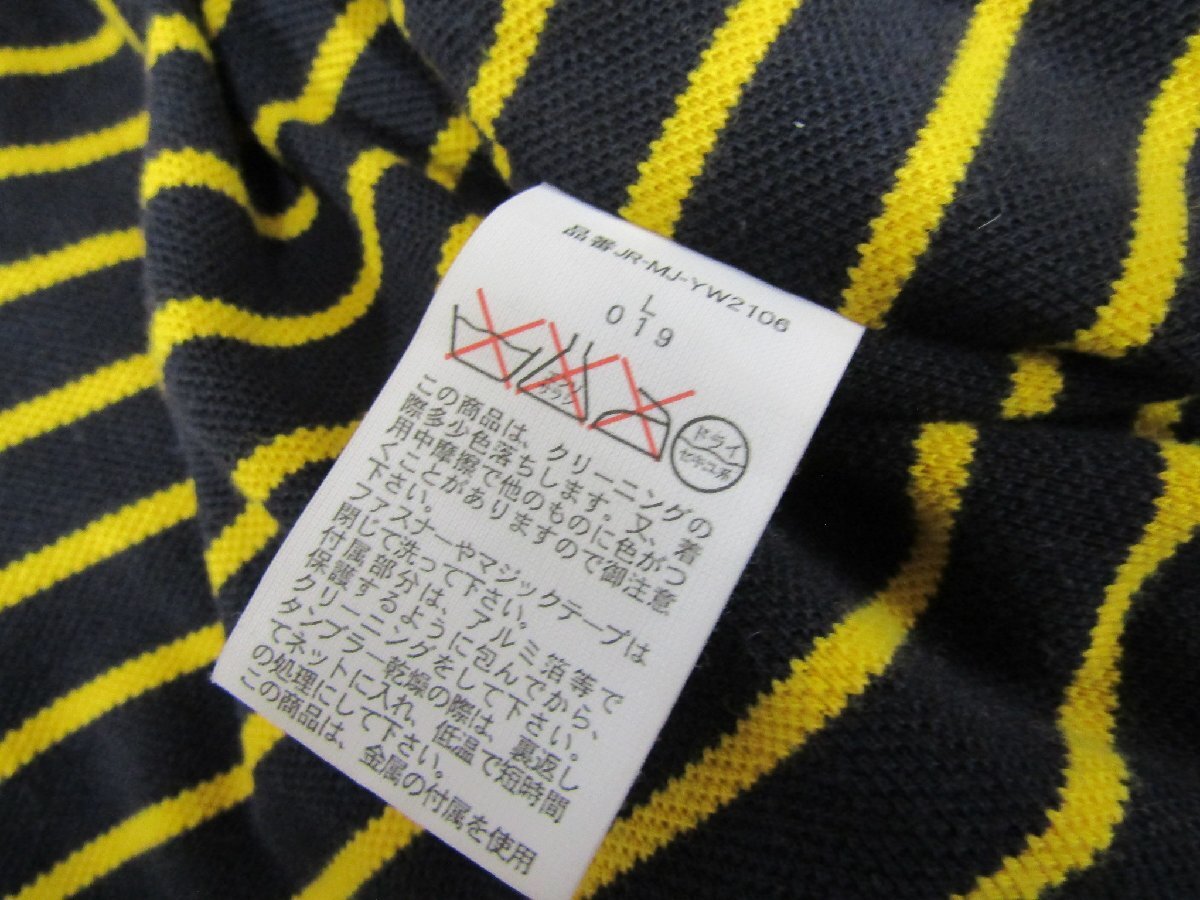 品番JR-MJ-YW2106
L
019
エンソ
サラシ
ドライ
セキユ系
この商品は、クリーニングの
際多少色落ちします。又、着
用中摩擦で他のものに色がつ
くことがありますので御注意
下さい。
ファスナーやマジックテープは
閉じて洗って下さい。
付属部分は、アルミ箔等で
保護するように包んでから、
クリーニングをして下さい。
タンブラー乾燥の際は、裏返し
てネットに入れ、低温で短時間
の処理にして下さい。
この商品は、金属の付属を使用